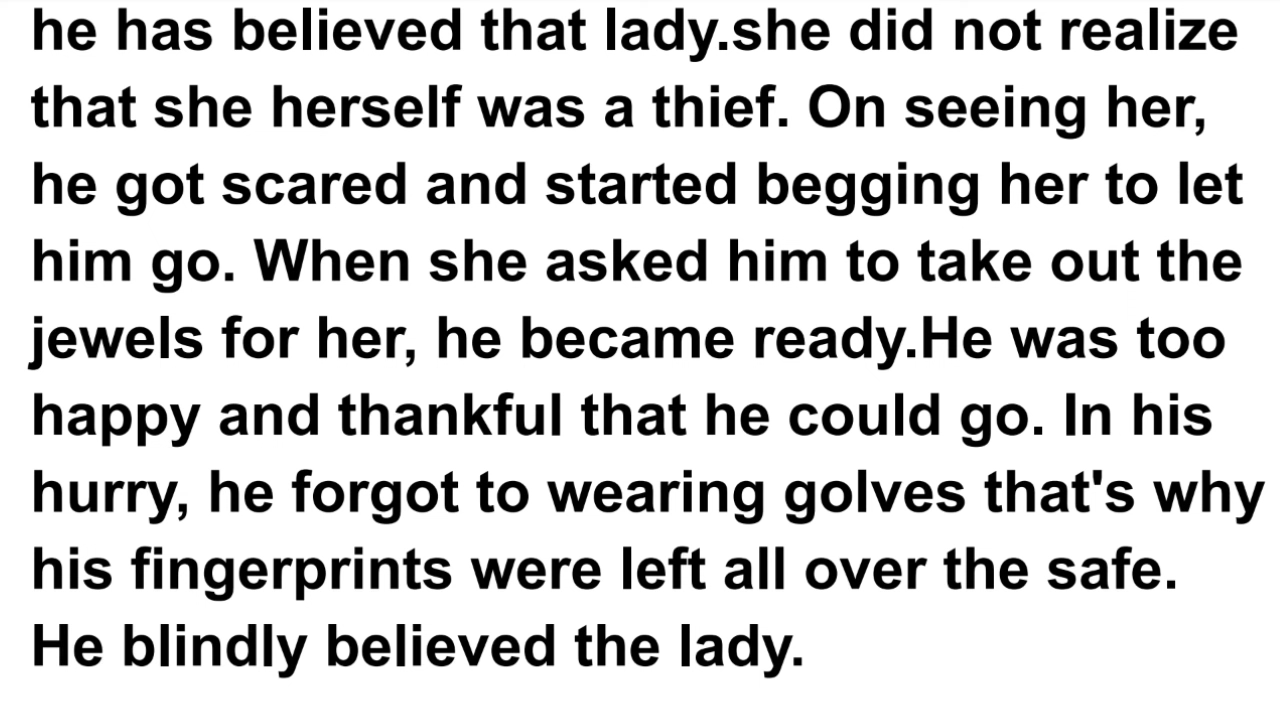 he has believed that lady.she did not realize
that she herself was a thief. On seeing her,
he got scared and started begging her to let
him go. When she asked him to take out the
jewels for her, he became ready.He was too
happy and thankful that he could go. In his
hurry, he forgot to wearing golves that's why
his fingerprints were left all over the safe.
He blindly believed the lady.